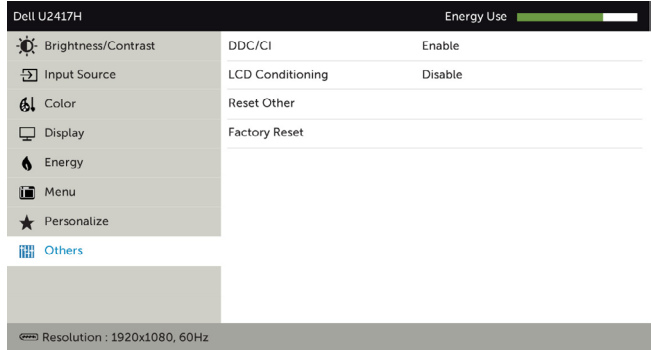 Dell U2417H Energy Use
Brightness/Contrast
DDC/CI Enable
Input Source
LCD Conditioning Disable
Color
Reset Other
Display
Factory Reset
Energy
Menu
Personalize
Others
Resolution : 1920x1080, 60Hz